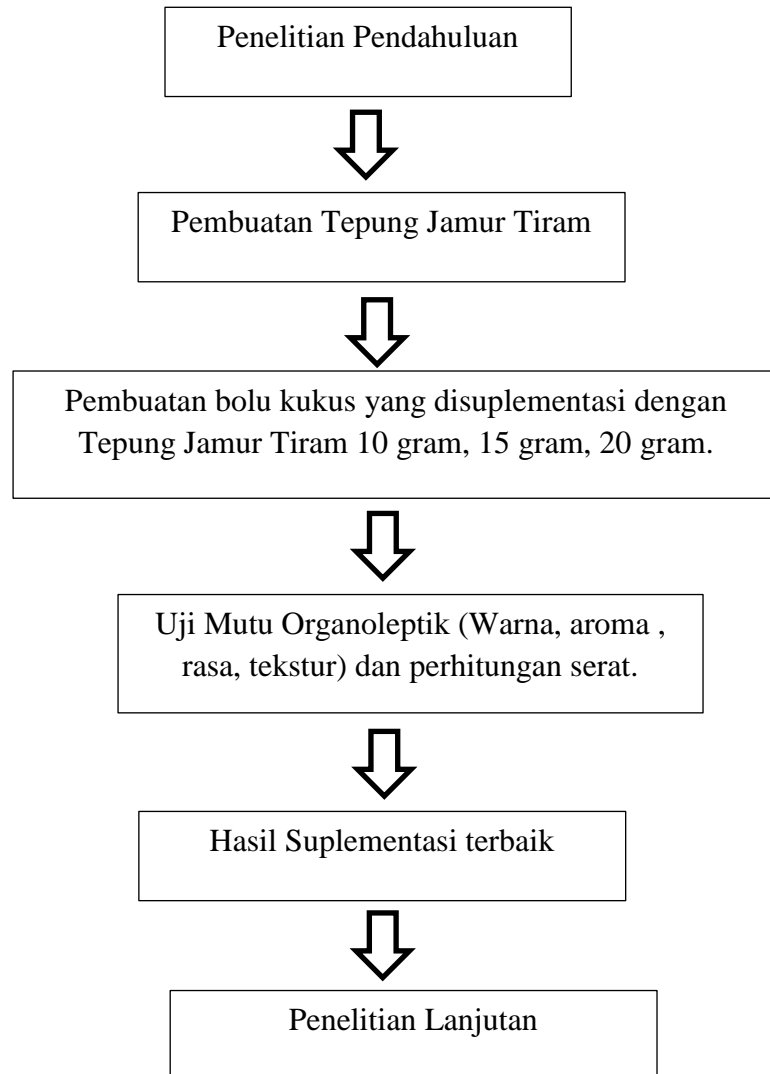 Penelitian Pendahuluan
Pembuatan Tepung Jamur Tiram
Pembuatan bolu kukus yang disuplementasi dengan
Tepung Jamur Tiram 10 gram, 15 gram, 20 gram.
Uji Mutu Organoleptik (Warna, aroma ,
rasa, tekstur) dan perhitungan serat.
Hasil Suplementasi terbaik
Penelitian Lanjutan